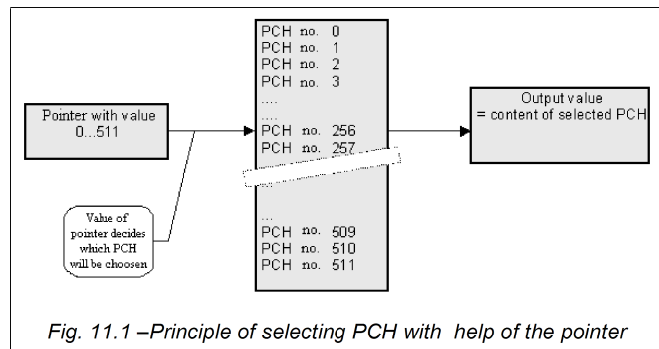 Pointer with value
0...511
Value of
pointer decides
which PCH
will be choosen
PCH no. 0
PCH no. 1
PCH no. 2
PCH no. 3
....
....
PCH no. 256
PCH no. 257
...
PCH no. 509
PCH no. 510
PCH no. 511
Output value
= content of selected PCH
Fig. 11.1 –Principle of selecting PCH with help of the pointer